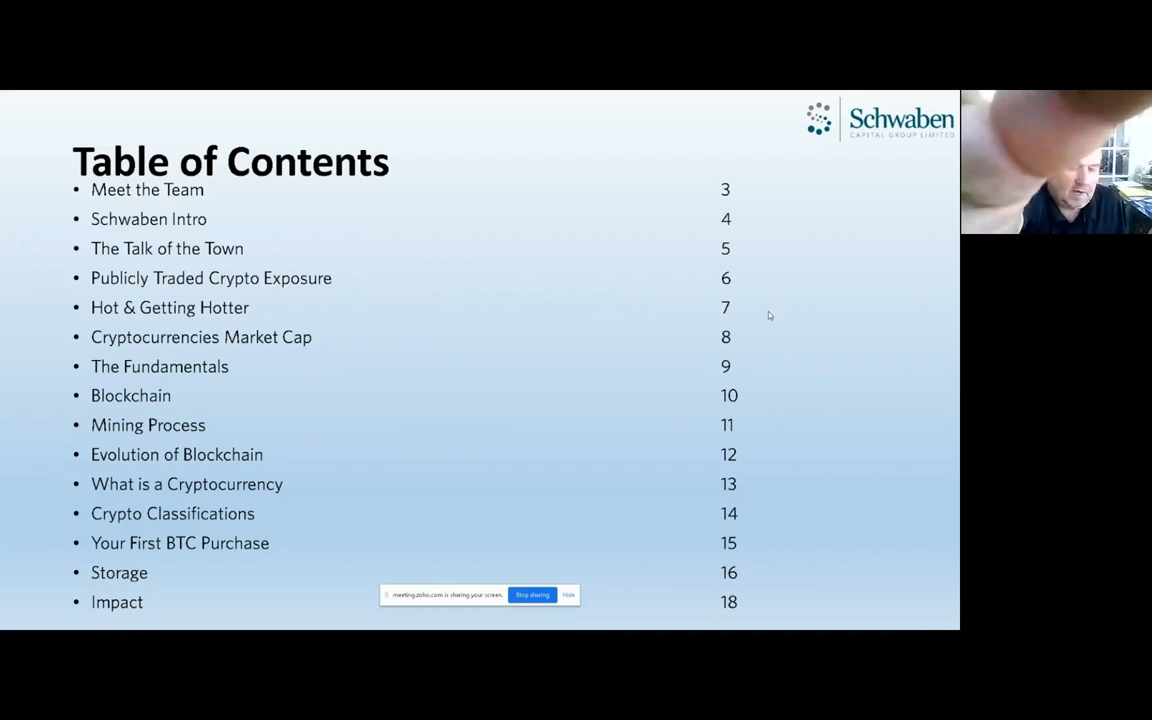 Schwaben
CAPITAL GROUP LIMITED
Table of Contents
• Meet the Team 3
• Schwaben Intro 4
• The Talk of the Town 5
• Publicly Traded Crypto Exposure 6
• Hot & Getting Hotter 7
• Cryptocurrencies Market Cap 8
• The Fundamentals 9
• Blockchain 10
• Mining Process 11
• Evolution of Blockchain 12
• What is a Cryptocurrency 13
• Crypto Classifications 14
• Your First BTC Purchase 15
• Storage 16
meeting.zoho.com is sharing your screen. Stop sharing Hide
• Impact 18